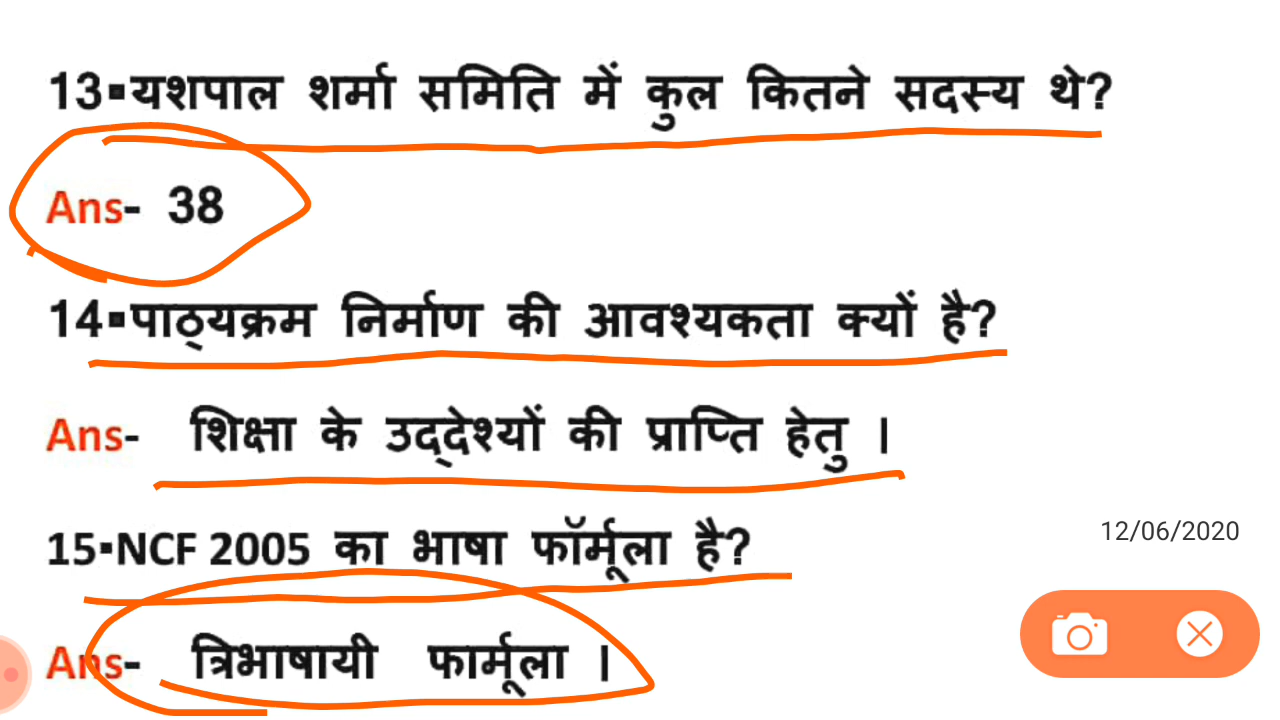 13▪यशपाल शर्मा समिति में कुल कितने सदस्य थे?
Ans- 38
14▪पाठ्यक्रम निर्माण की आवश्यकता क्यों है?
Ans- शिक्षा के उद्देश्यों की प्राप्ति हेतु ।
15▪NCF 2005 का भाषा फॉर्मूला है?
12/06/2020
Ans- त्रिभाषायी फार्मूला ।